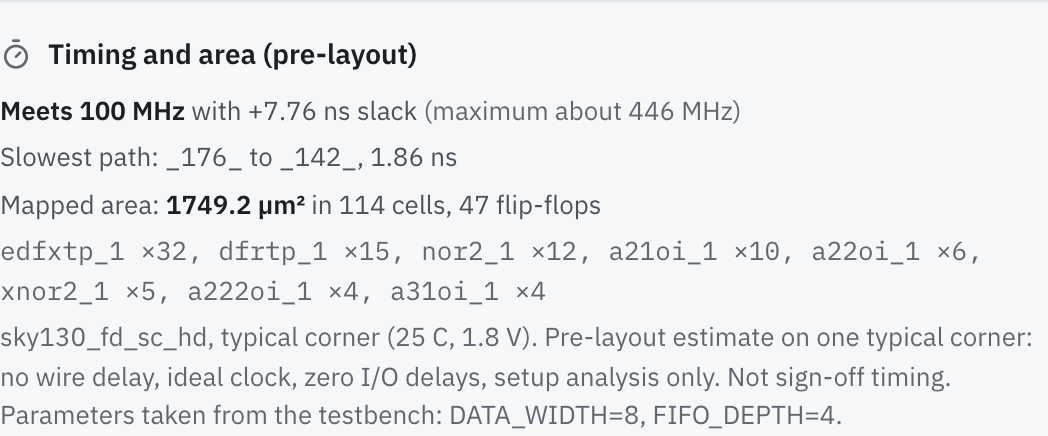 Timing and area (pre-layout)
Meets 100 MHz with +7.76 ns slack (maximum about 446 MHz)
Slowest path: _176_ to _142_, 1.86 ns
Mapped area: 1749.2 µm² in 114 cells, 47 flip-flops
edfxtp_1 ×32, dfrtp_1 ×15, nor2_1 ×12, a21oi_1 ×10, a22oi_1 ×6,
xnor2_1 ×5, a222oi_1 ×4, a31oi_1 ×4
sky130_fd_sc_hd, typical corner (25 C, 1.8 V). Pre-layout estimate on one typical corner:
no wire delay, ideal clock, zero I/O delays, setup analysis only. Not sign-off timing.
Parameters taken from the testbench: DATA_WIDTH=8, FIFO_DEPTH=4.